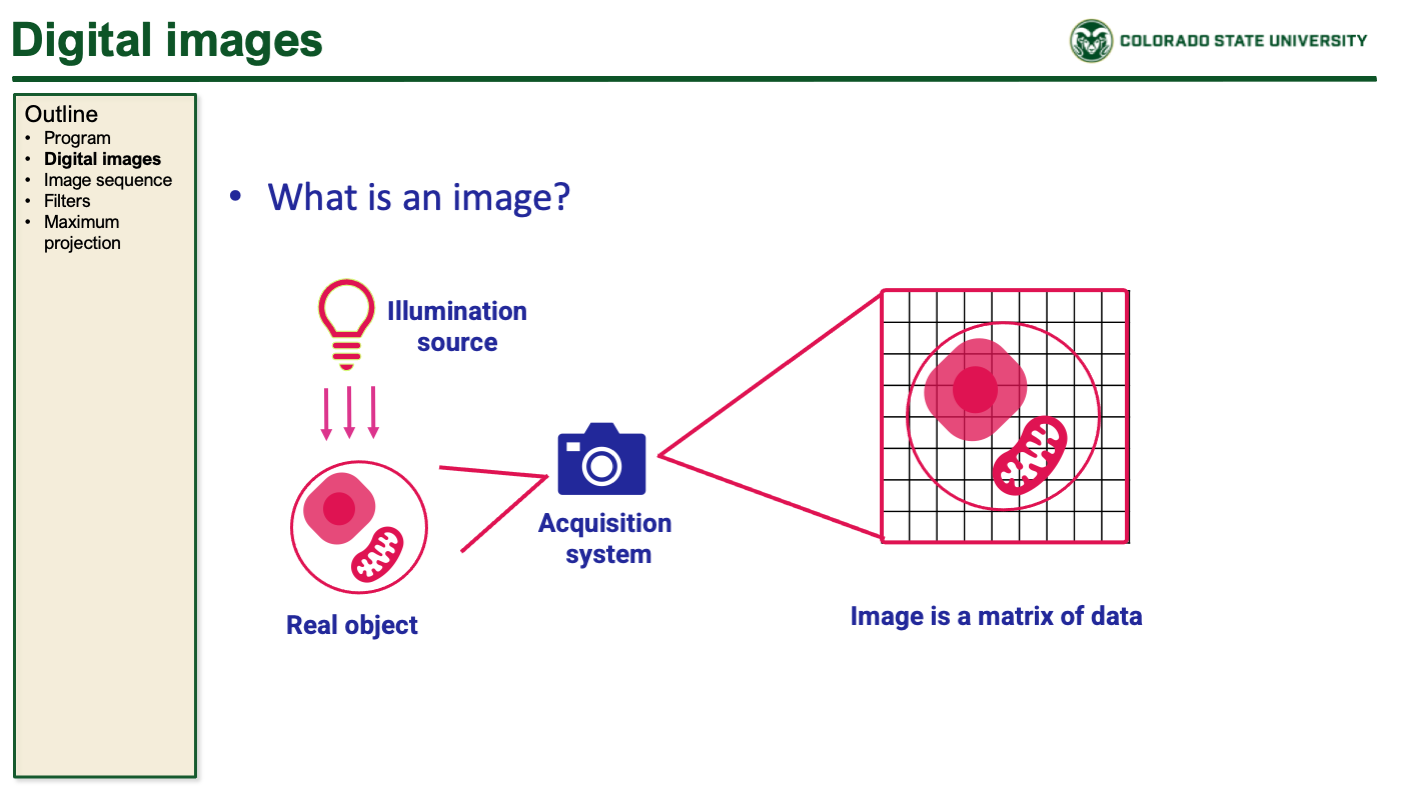 Digital images
COLORADO STATE UNIVERSITY
Outline
• Program
• Digital images
• Image sequence
• Filters
• Maximum
projection
• What is an image?
Illumination
source
Acquisition
system
Real object
Image is a matrix of data